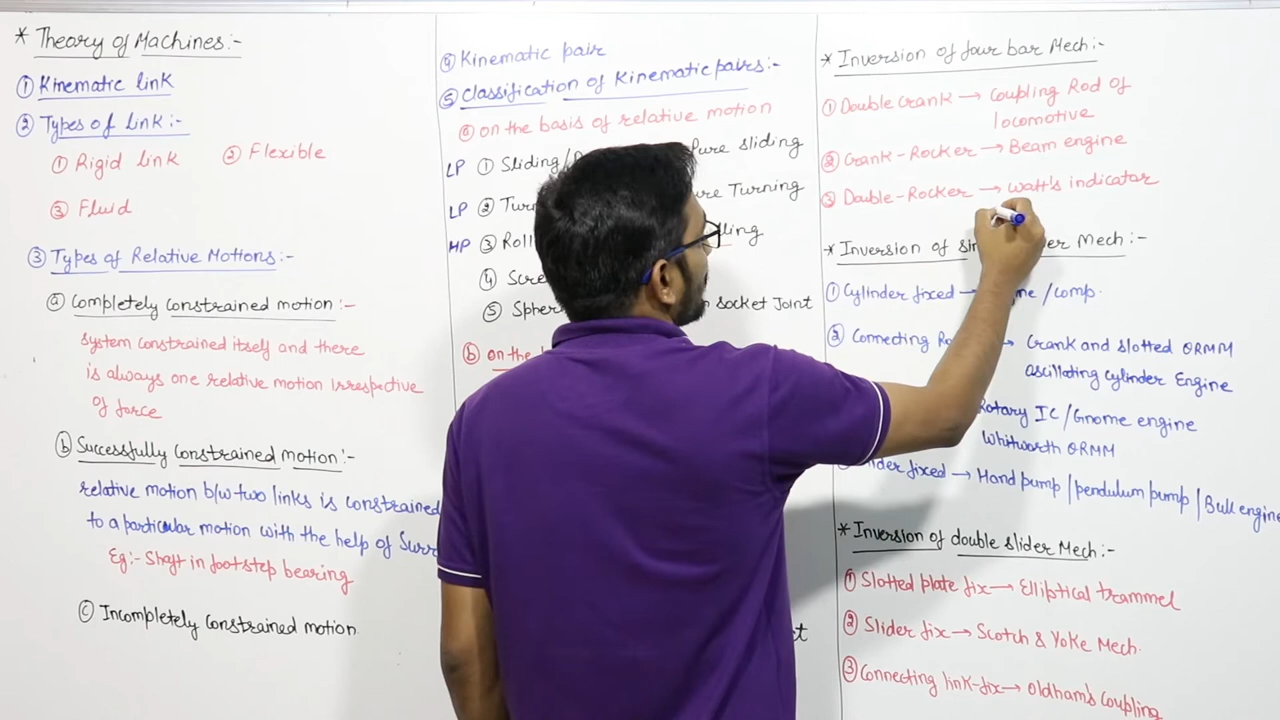 * Theory of Machines:-
① Kinematic link
② Types of link:-
① Rigid link ② Flexible
③ Fluid
③ Types of Relative Motions:-
ⓐ Completely constrained motion:-
system constrained itself and there
is always one relative motion irrespective
of force
ⓑ Successfully constrained motion:-
relative motion b/w two links is constrained
to a particular motion with the help of Surr
Eg:- Shaft in footstep bearing
ⓒ Incompletely constrained motion
④ Kinematic pair
⑤ Classification of Kinematic pairs:-
ⓐ on the basis of relative motion
LP ① Sliding/ Pure sliding
LP ② Turn ure Turning
HP ③ Roll lling
④ Scre
⑤ Spher socket Joint
ⓑ on the
* Inversion of four bar Mech:-
① Double crank → Coupling Rod of
locomotive
② Crank-Rocker → Beam engine
③ Double-Rocker → Watt's indicator
* Inversion of sin er Mech:-
① Cylinder fixed → ne /comp.
② Connecting Ro → Crank and slotted QRMM
ascillating cylinder Engine
Rotary IC/Gnome engine
Whitworth QRMM
lider fixed → Hand pump/pendulum pump/Bull engine
* Inversion of double slider Mech:-
① Slotted plate fix → Elliptical trammel
② Slider fix → Scotch & Yoke Mech.
③ Connecting link-fix → Oldham's Coupling